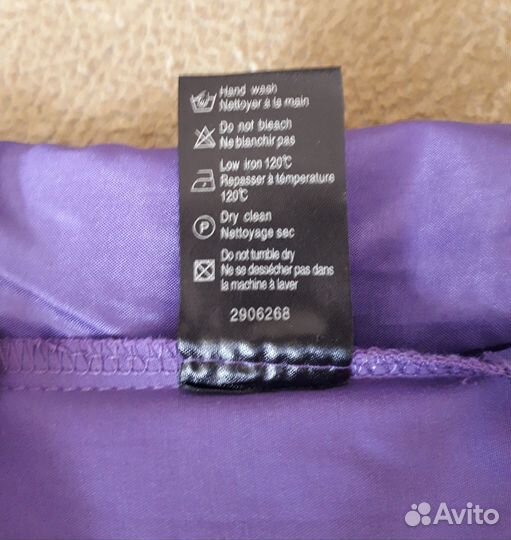 Hand wash
Nettoyer à la main
Do not bleach
Ne blanchir pas
Low iron 120℃
Repasser à témperature
120℃
P
Dry clean
Nettoyage sec
Do not tumble dry
Ne se dessécher pas dans
la machine à laver
2906268
Avito